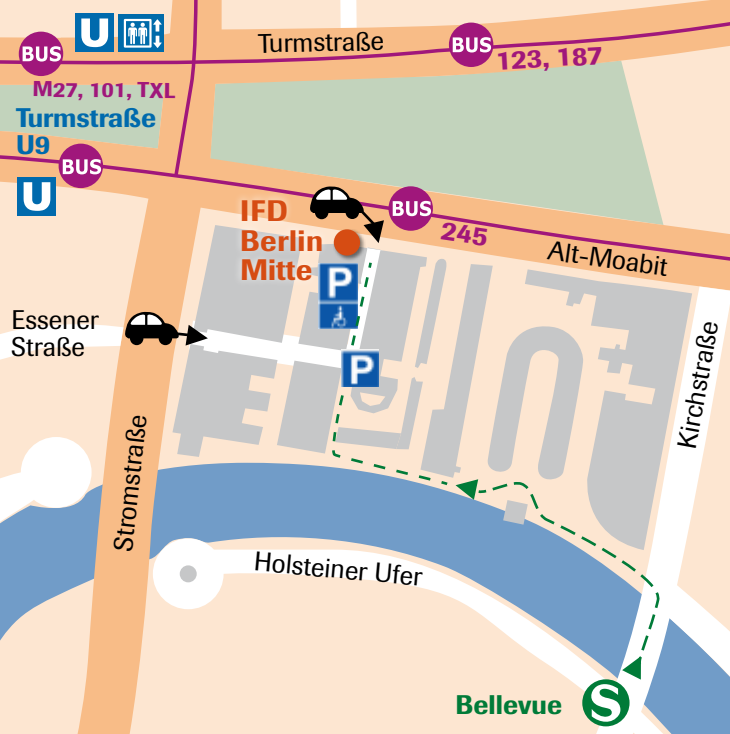 U
BUS
Turmstraße
BUS
123, 187
M27, 101, TXL
Turmstraße
U9
BUS
U
BUS
245
IFD
Berlin
Mitte
Alt-Moabit
P
Essener
Straße
P
Kirchstraße
Stromstraße
Holsteiner Ufer
Bellevue
S